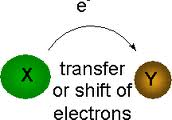 e-
X
transfer
or shift of
electrons
Y